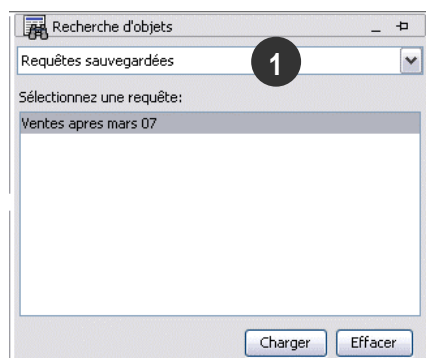 Recherche d'objets
Requêtes sauvegardées
1
Sélectionnez une requête:
Ventes apres mars 07
Charger Effacer